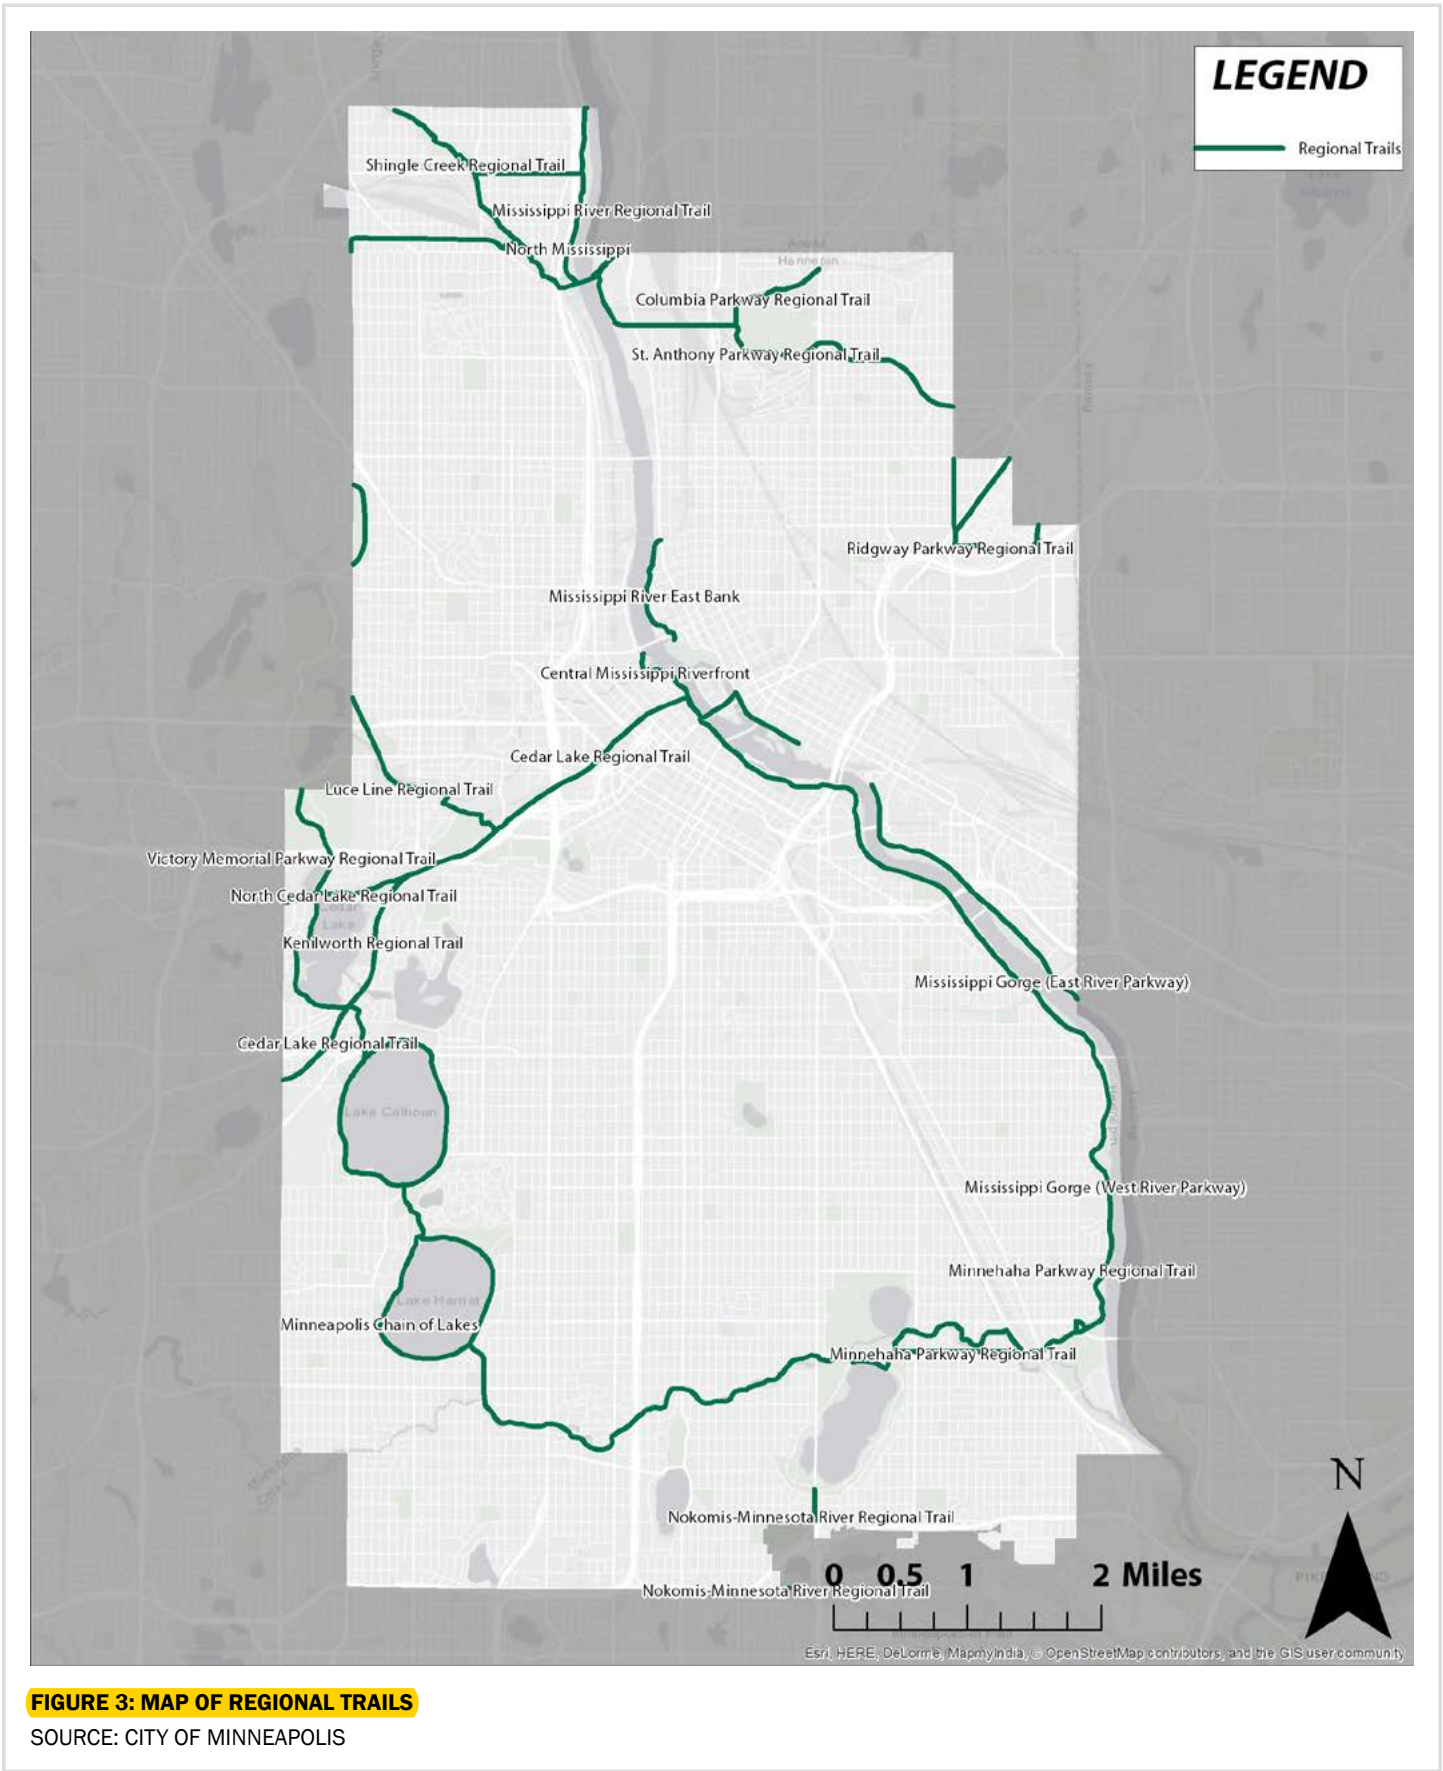 LEGEND
Regional Trails
Shingle Creek Regional Trail
Mississippi River Regional Trail
North Mississippi
Hennepin
Columbia Parkway Regional Trail
St. Anthony Parkway Regional Trail
Ridgway Parkway Regional Trail
Mississippi River East Bank
Central Mississippi Riverfront
Cedar Lake Regional Trail
Luce Line Regional Trail
Victory Memorial Parkway Regional Trail
North Cedar Lake Regional Trail
Cedar
Lake
Kenilworth Regional Trail
Mississippi Gorge (East River Parkway)
Cedar Lake Regional Trail
Lake Calhoun
Hennepin
Mississippi Gorge (West River Parkway)
Minnehaha Parkway Regional Trail
Lake Harriet
Minneapolis Chain of Lakes
Minnehaha Parkway Regional Trail
N
Nokomis-Minnesota River Regional Trail
0 0.5 1 2 Miles
Nokomis-Minnesota River Regional Trail
Esri, HERE, DeLorme, MapmyIndia, © OpenStreetMap contributors, and the GIS user community
FIGURE 3: MAP OF REGIONAL TRAILS
SOURCE: CITY OF MINNEAPOLIS